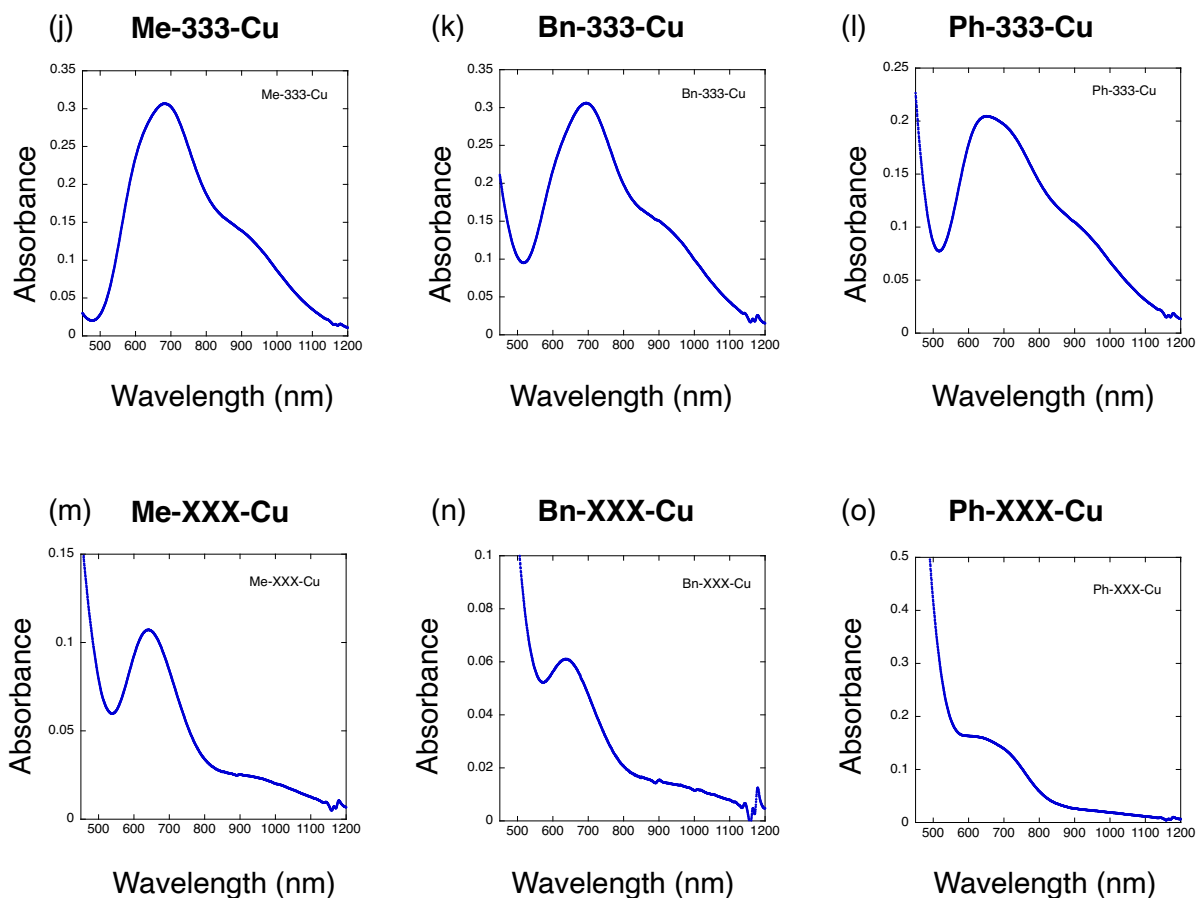 (j) Me-333-Cu
0.35
0.3
0.25
0.2
0.15
0.1
0.05
0
Me-333-Cu
Absorbance
500 600 700 800 900 1000 1100 1200
Wavelength (nm)
(k) Bn-333-Cu
0.35
0.3
0.25
0.2
0.15
0.1
0.05
0
Bn-333-Cu
Absorbance
500 600 700 800 900 1000 1100 1200
Wavelength (nm)
(l) Ph-333-Cu
0.25
0.2
0.15
0.1
0.05
0
Ph-333-Cu
Absorbance
500 600 700 800 900 1000 1100 1200
Wavelength (nm)
(m) Me-XXX-Cu
0.15
0.1
0.05
0
Me-XXX-Cu
Absorbance
500 600 700 800 900 1000 1100 1200
Wavelength (nm)
(n) Bn-XXX-Cu
0.1
0.08
0.06
0.04
0.02
0
Bn-XXX-Cu
Absorbance
500 600 700 800 900 1000 1100 1200
Wavelength (nm)
(o) Ph-XXX-Cu
0.5
0.4
0.3
0.2
0.1
0
Ph-XXX-Cu
Absorbance
500 600 700 800 900 1000 1100 1200
Wavelength (nm)